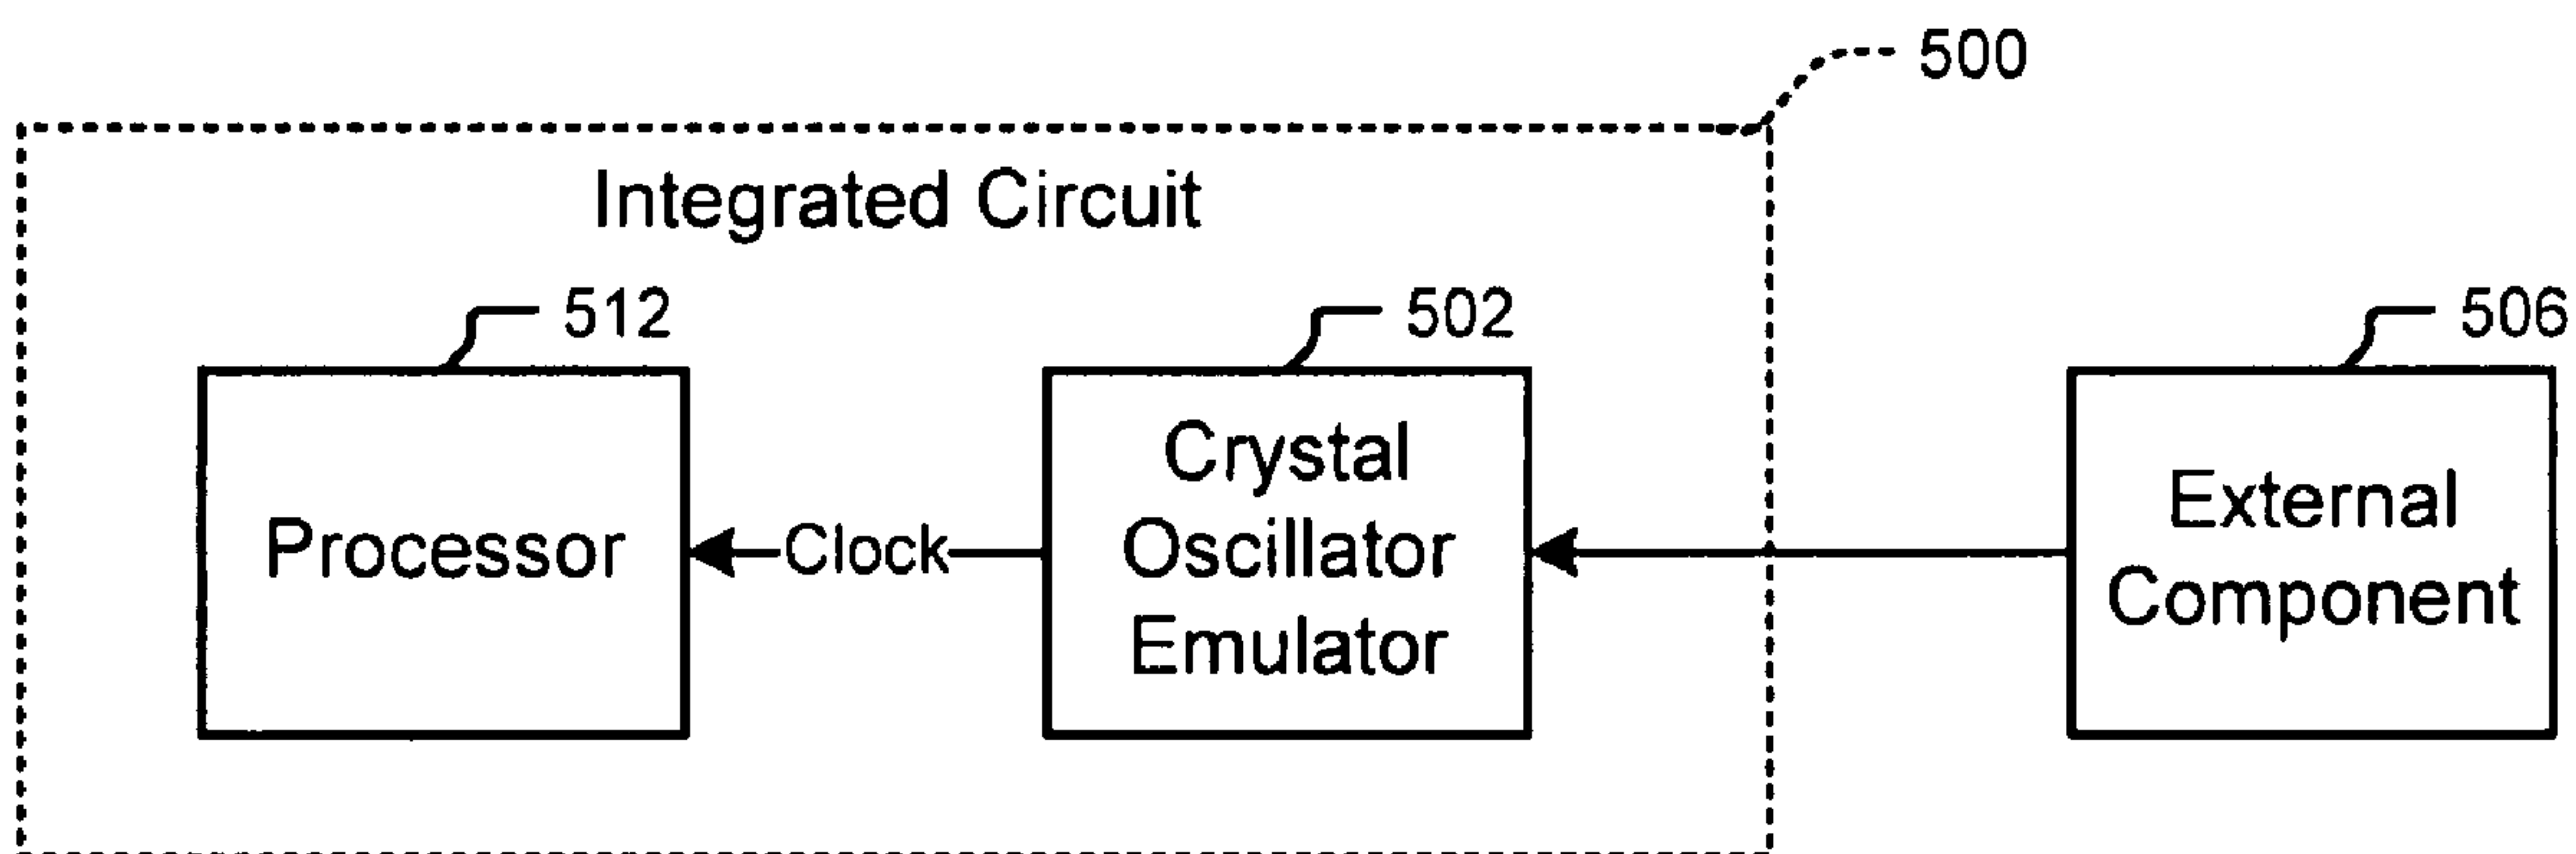 500
Integrated Circuit
512
502
506
Processor
Clock
Crystal
Oscillator
Emulator
External
Component